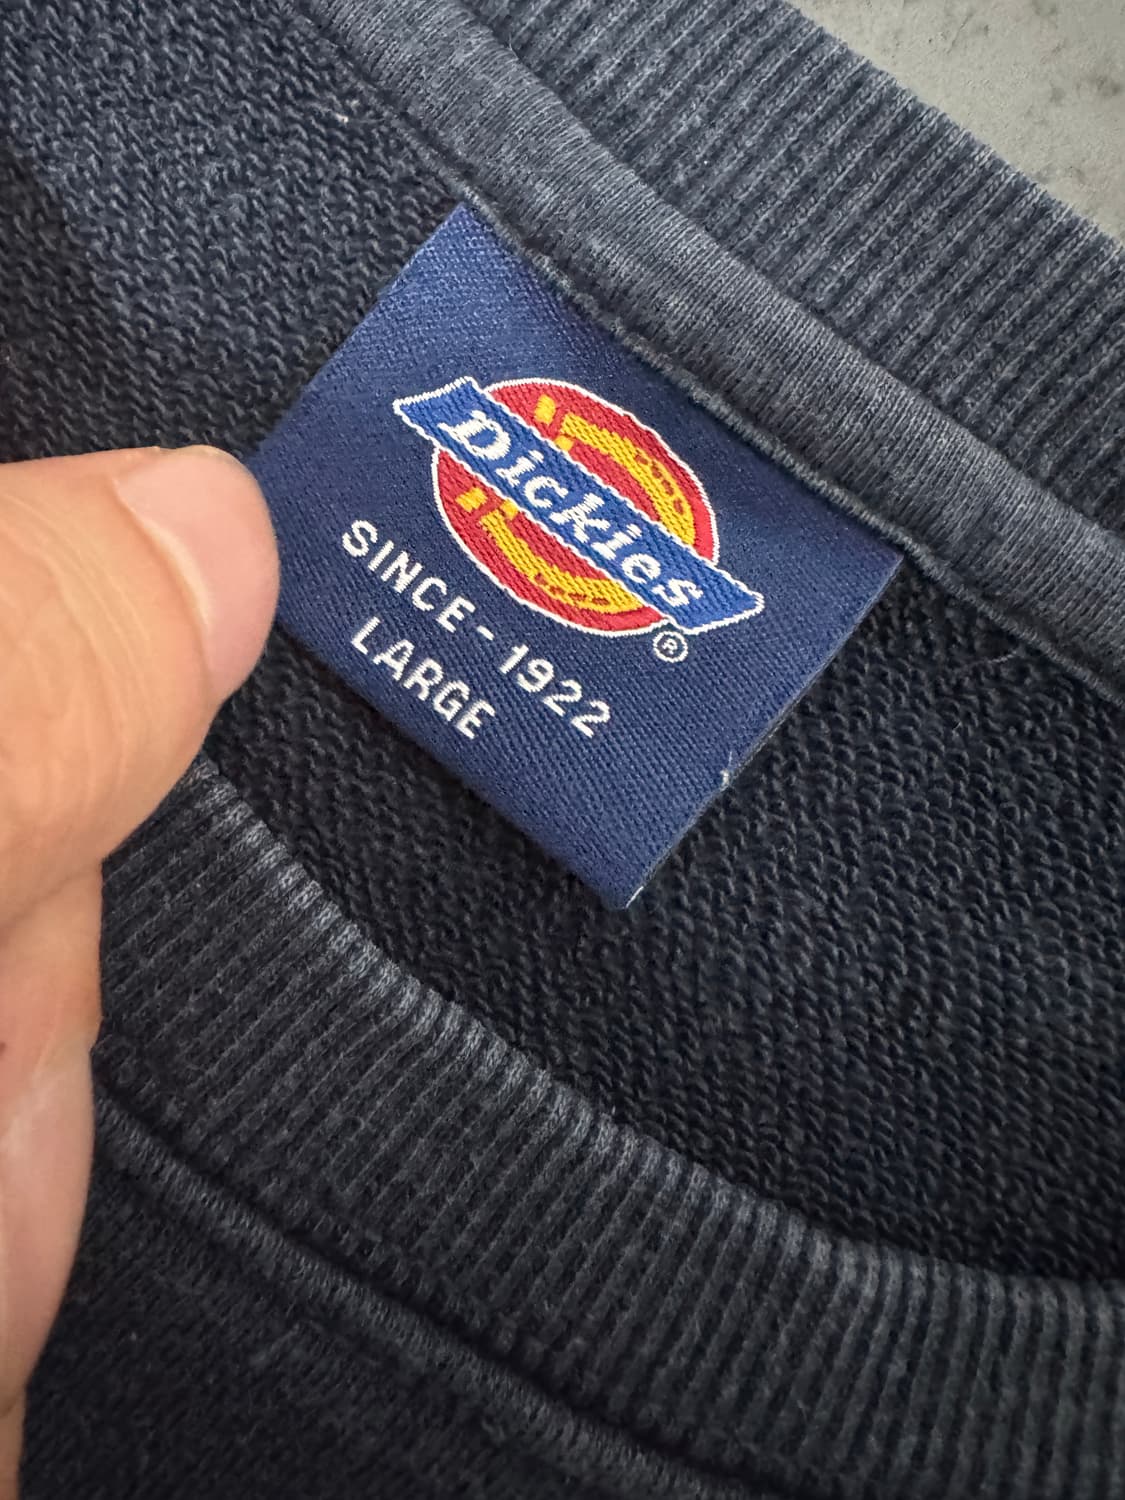 Dickies
®
SINCE-1922
LARGE